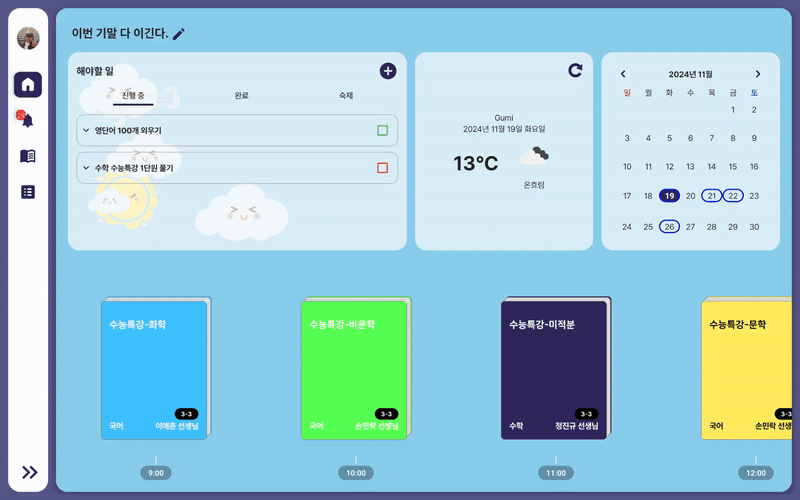 이번 기말 다 이긴다.
해야할 일
진행 중 완료 숙제
영단어 100개 외우기
수학 수능특강 1단원 풀기
Gumi
2024년 11월 19일 화요일
13°C
온흐림
2024년 11월
일 월 화 수 목 금 토
1 2
3 4 5 6 7 8 9
10 11 12 13 14 15 16
17 18 19 20 21 22 23
24 25 26 27 28 29 30
수능특강-화학
3-3
국어 이예준 선생님
9:00
수능특강-비문학
3-3
국어 손민락 선생님
10:00
수능특강-미적분
3-3
수학 정진규 선생님
11:00
수능특강-문학
3-3
국어 손민락 선생
12:00